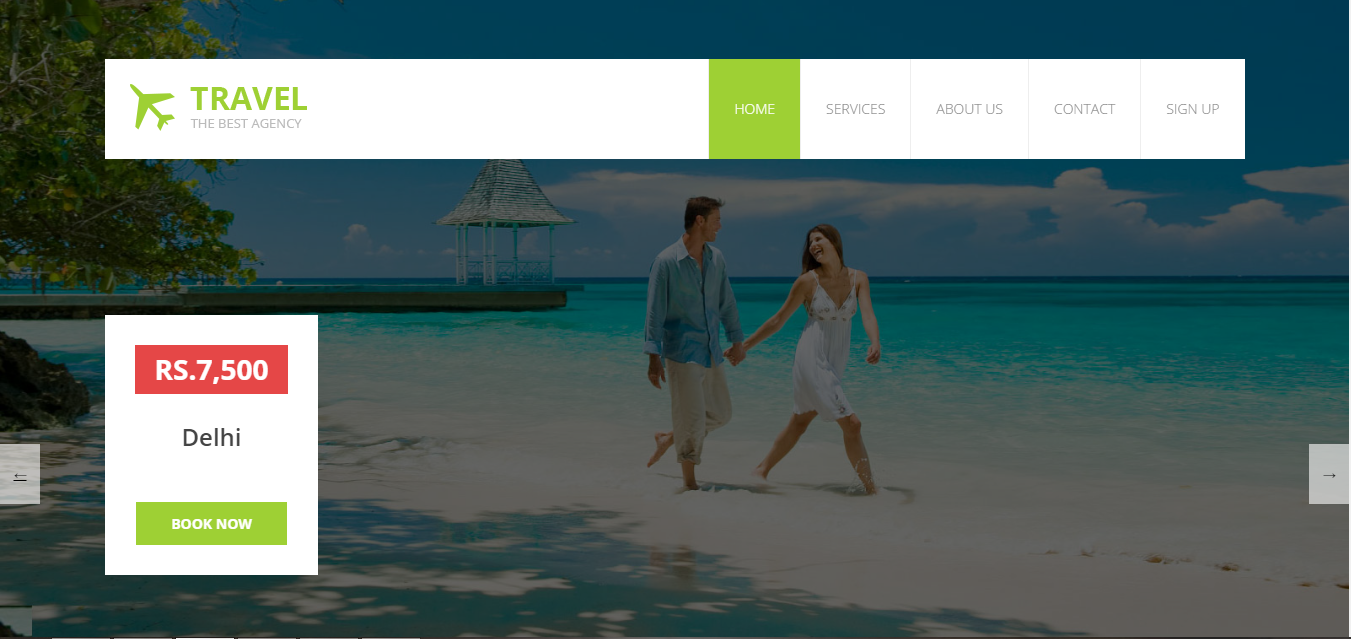 TRAVEL
THE BEST AGENCY
HOME SERVICES ABOUT US CONTACT SIGN UP
RS.7,500
Delhi
BOOK NOW
← →